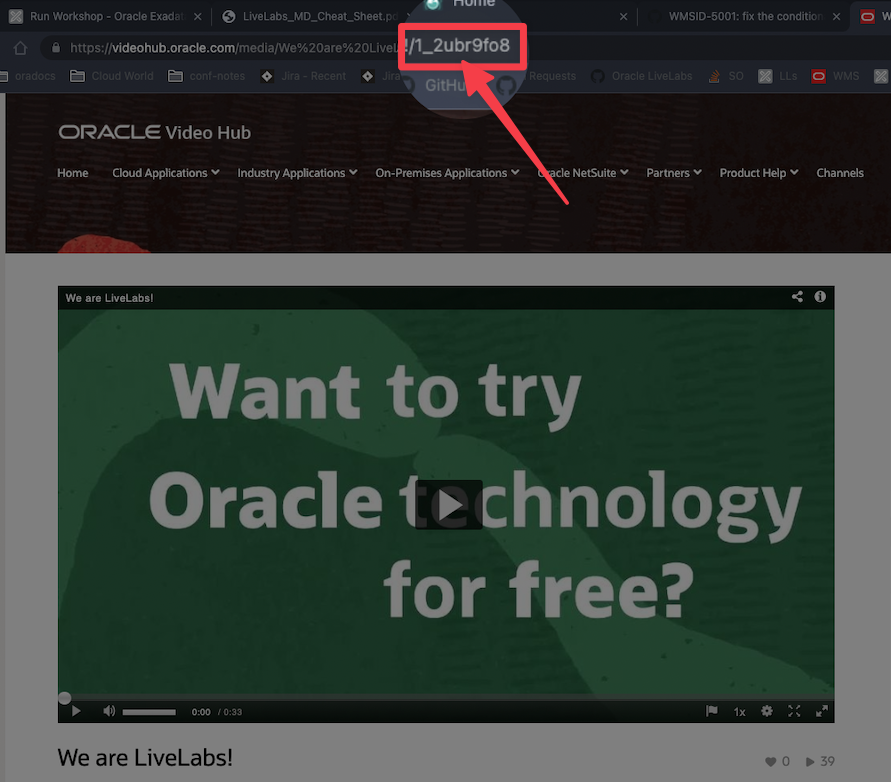 Run Workshop - Oracle Exadat
LiveLabs_MD_Cheat_Sheet.pd
Home
WMSID-5001: fix the condition
https://videohub.oracle.com/media/We%20are%20LiveL
!/1_2ubr9fo8
oradocs
Cloud World
conf-notes
Jira - Recent
Jira
GitHu
Requests
Oracle LiveLabs
SO
LLs
WMS
ORACLE Video Hub
Home Cloud Applications Industry Applications On-Premises Applications Oracle NetSuite Partners Product Help Channels
We are LiveLabs!
Want to try
Oracle technology
for free?
0:00 / 0:33
1x
We are LiveLabs!
0 39